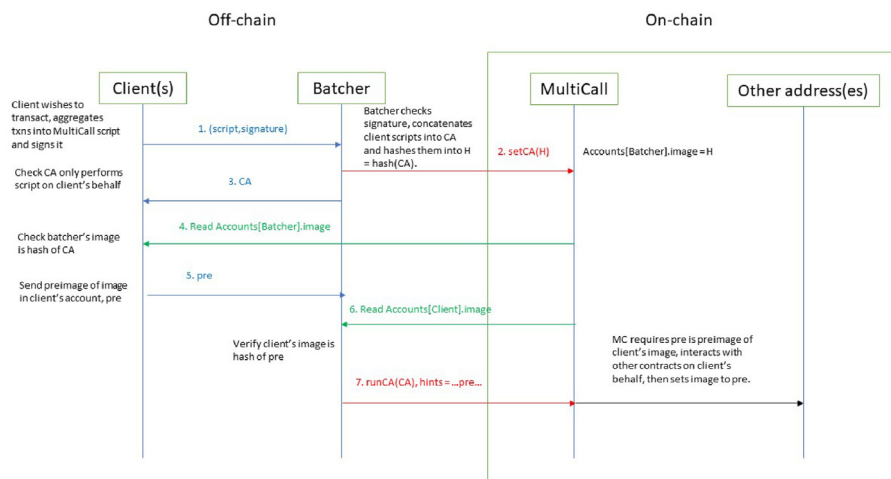 Off-chain
On-chain
Client(s)
Batcher
MultiCall
Other address(es)
Client wishes to
transact, aggregates
txns into MultiCall script
and signs it
1. (script,signature)
Batcher checks
signature, concatenates
client scripts into CA
and hashes them into H
= hash(CA).
2. setCA(H)
Accounts[Batcher].image = H
Check CA only performs
script on client's behalf
3. CA
4. Read Accounts[Batcher].image
Check batcher's image
is hash of CA
5. pre
Send preimage of image
in client's account, pre
6. Read Accounts[Client].image
Verify client's image is
hash of pre
MC requires pre is preimage of
client's image, interacts with
other contracts on client's
behalf, then sets image to pre.
7. runCA(CA), hints = ...pre...